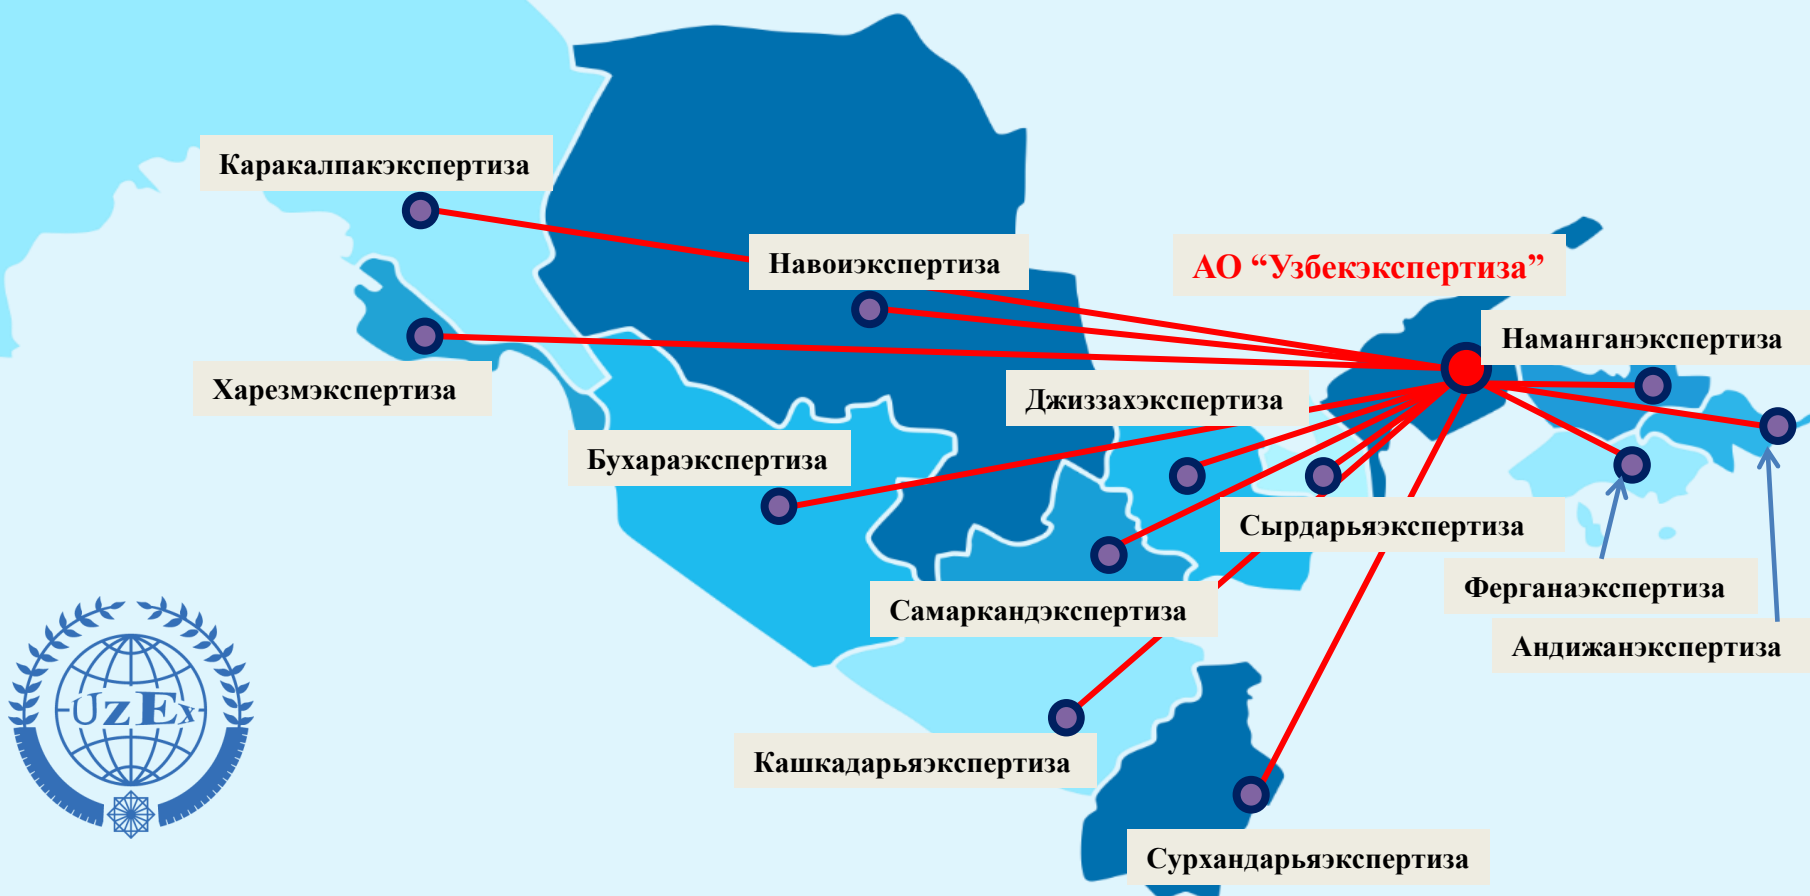 Каракалпакэкспертиза
Навоиэкспертиза
АО “Узбекэкспертиза”
Наманганэкспертиза
Харезмэкспертиза
Джиззахэкспертиза
Бухараэкспертиза
Сырдарьяэкспертиза
Ферганаэкспертиза
Самаркандэкспертиза
Андижанэкспертиза
UzEx
Кашкадарьяэкспертиза
Сурхандарьяэкспертиза